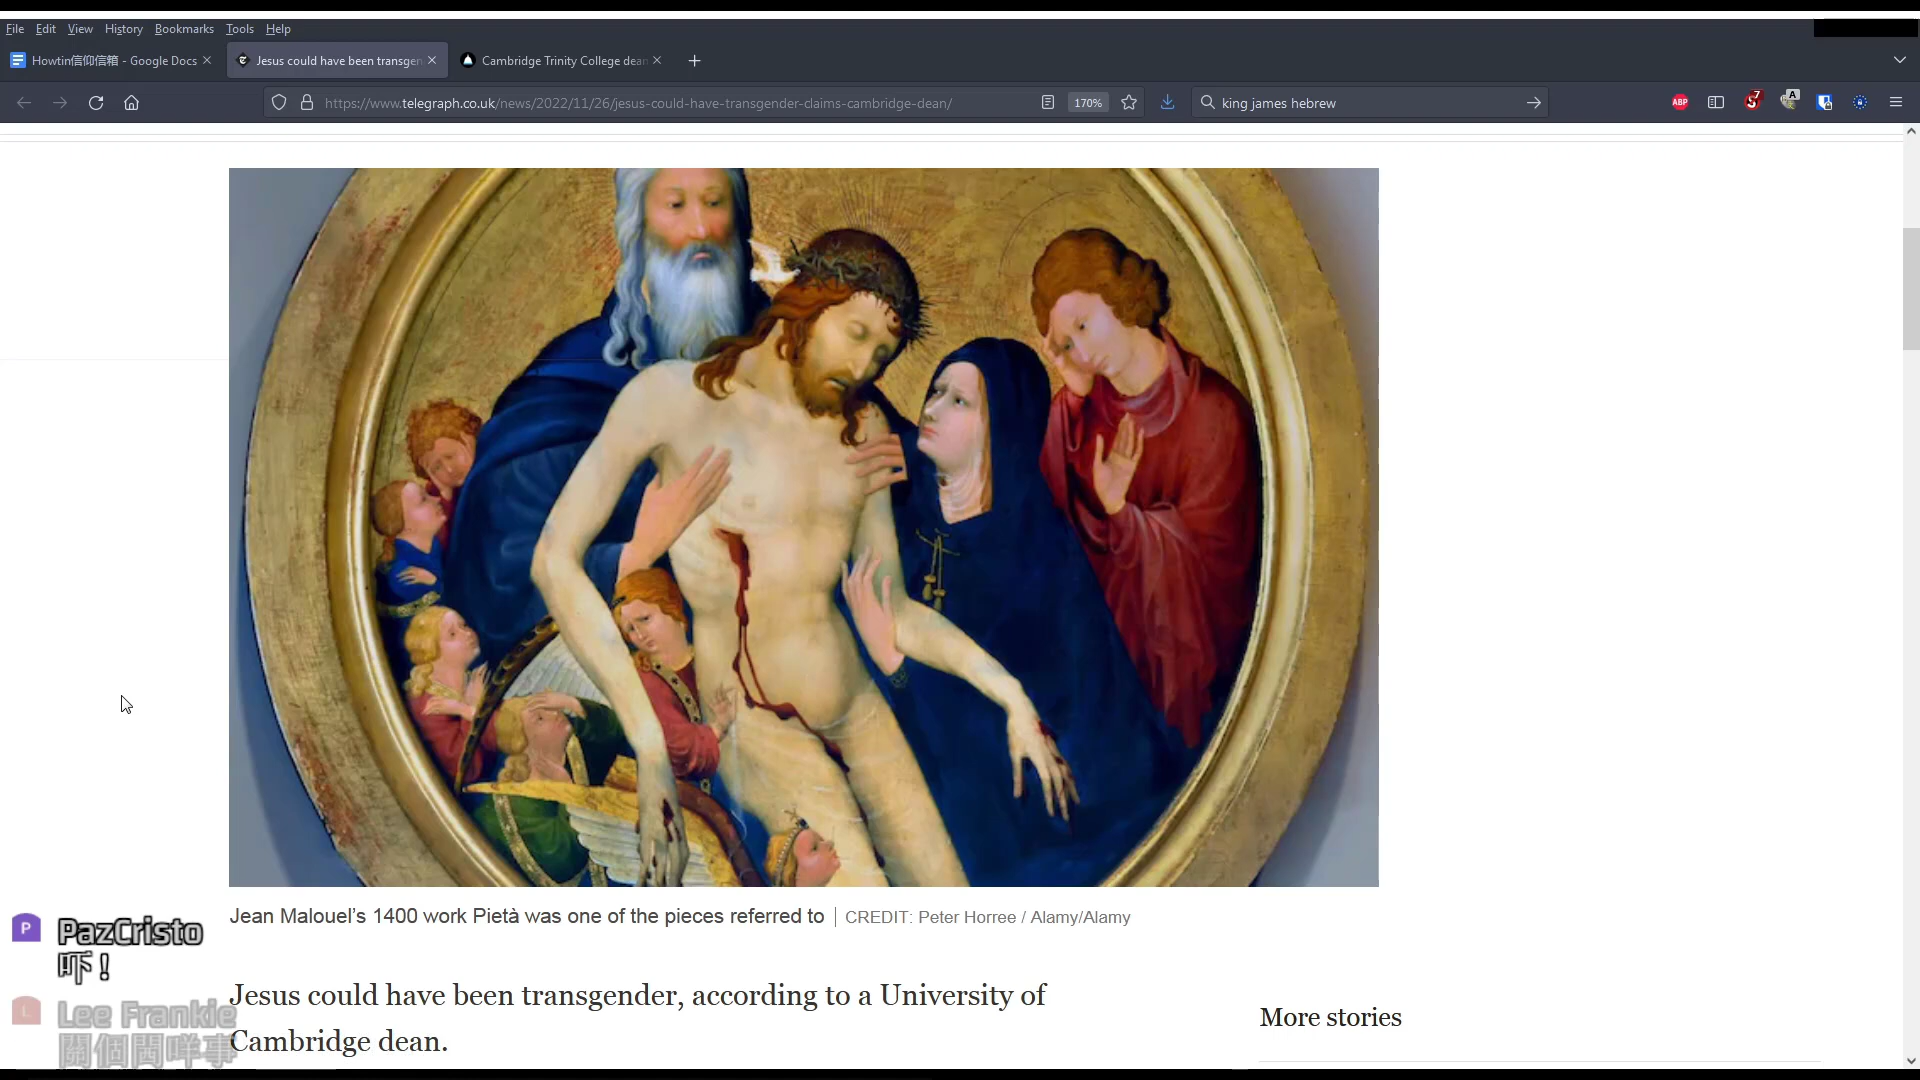 File Edit View History Bookmarks Tools Help
Howtin信仰信箱 - Google Docs
Jesus could have been transgen
Cambridge Trinity College dean
https://www.telegraph.co.uk/news/2022/11/26/jesus-could-have-transgender-claims-cambridge-dean/
170%
king james hebrew
ABP
7
A
Jean Malouel’s 1400 work Pietà was one of the pieces referred to
CREDIT: Peter Horree / Alamy/Alamy
P
PazCristo
吓！
Jesus could have been transgender, according to a University of
Cambridge dean.
More stories
L
Lee Frankie